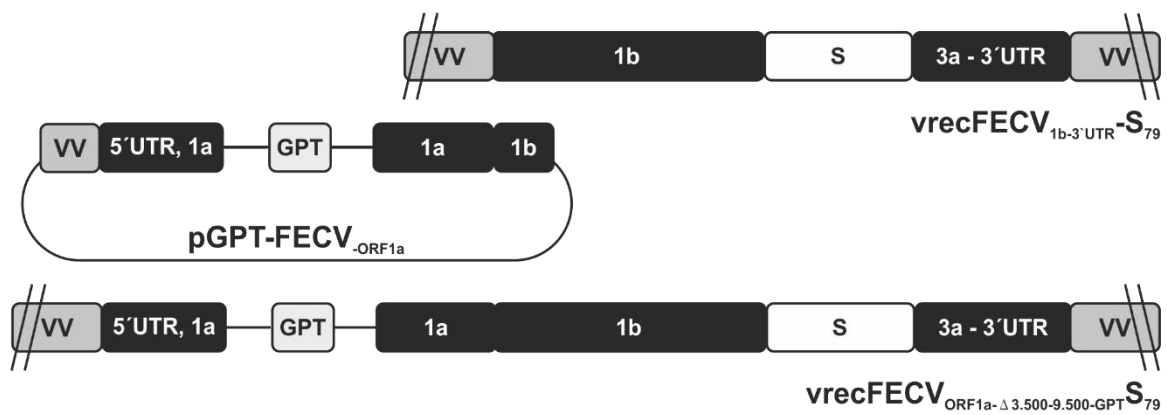 VV 1b S 3a - 3´UTR VV
vrecFECV1b-3`UTR-S79
VV 5´UTR, 1a GPT 1a 1b
pGPT-FECV-ORF1a
VV 5´UTR, 1a GPT 1a 1b S 3a - 3´UTR VV
vrecFECVORF1a-Δ3.500-9.500-GPTS79